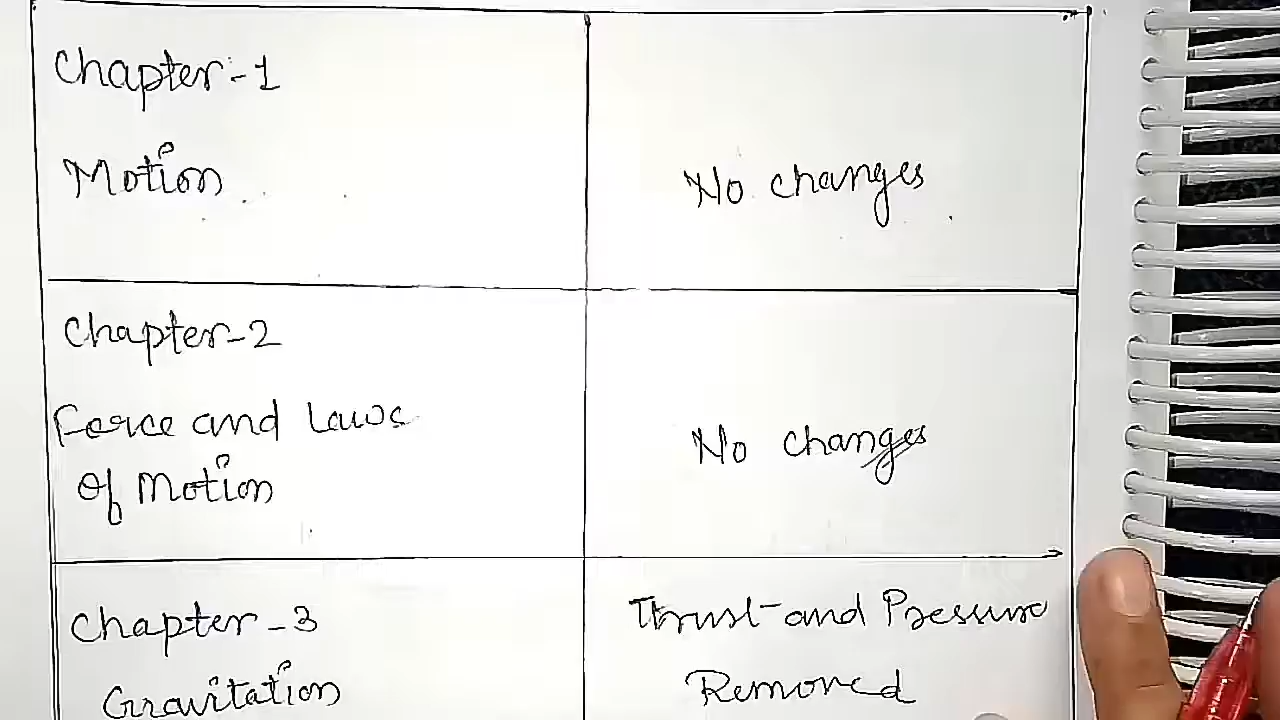 Chapter-1
Motion
No changes
Chapter-2
Force and Laws
of Motion
No changes
Chapter-3
Gravitation
Thrust and Pressure
Removed